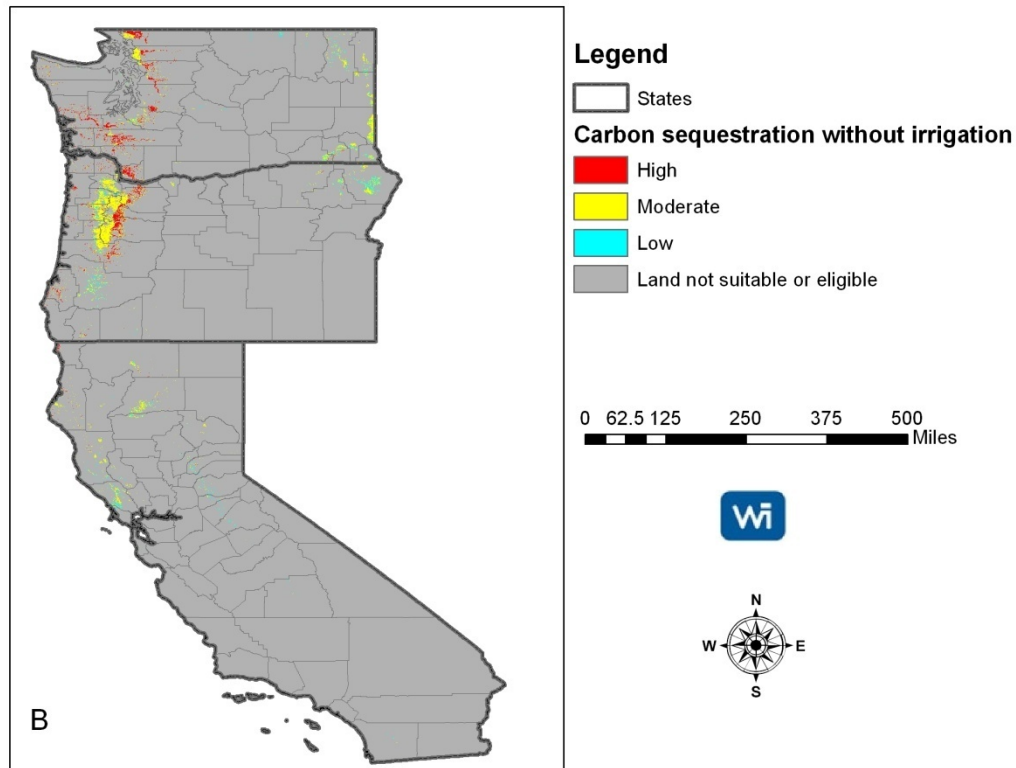 Legend
States
Carbon sequestration without irrigation
High
Moderate
Low
Land not suitable or eligible
0 62.5 125 250 375 500
Miles
Wi
N
W E
S
B